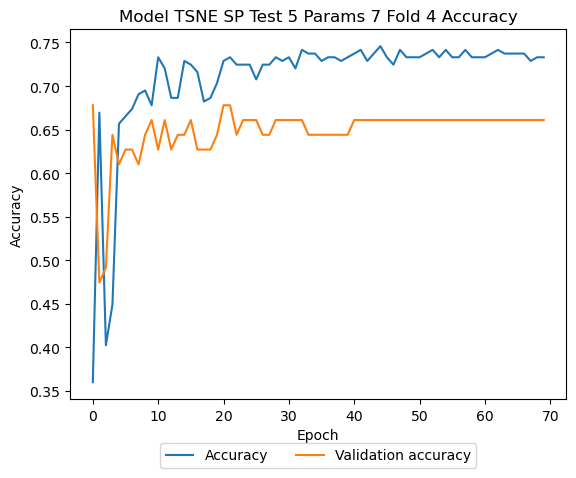 Model TSNE SP Test 5 Params 7 Fold 4 Accuracy
Accuracy
0.75
0.70
0.65
0.60
0.55
0.50
0.45
0.40
0.35
0 10 20 30 40 50 60 70
Epoch
Accuracy Validation accuracy